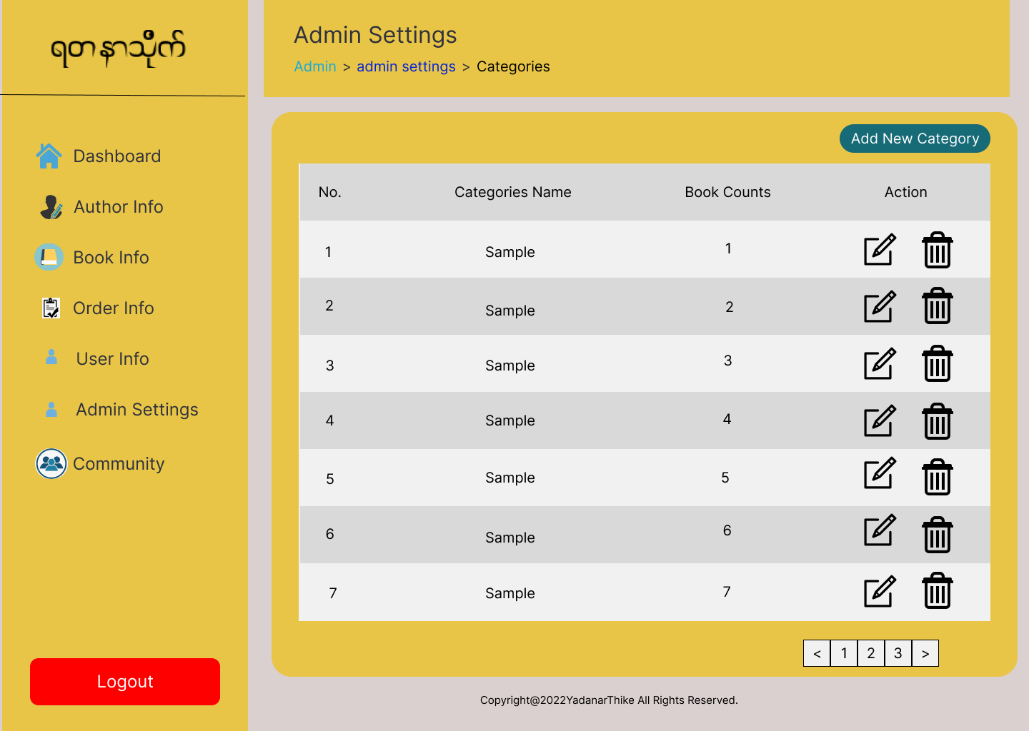 ရတနာသိုက်
Admin Settings
Admin > admin settings > Categories
Dashboard
Author Info
Book Info
Order Info
User Info
Admin Settings
Community
Logout
Add New Category
No. Categories Name Book Counts Action
1 Sample 1
2 Sample 2
3 Sample 3
4 Sample 4
5 Sample 5
6 Sample 6
7 Sample 7
< 1 2 3 >
Copyright@2022YadanarThike All Rights Reserved.